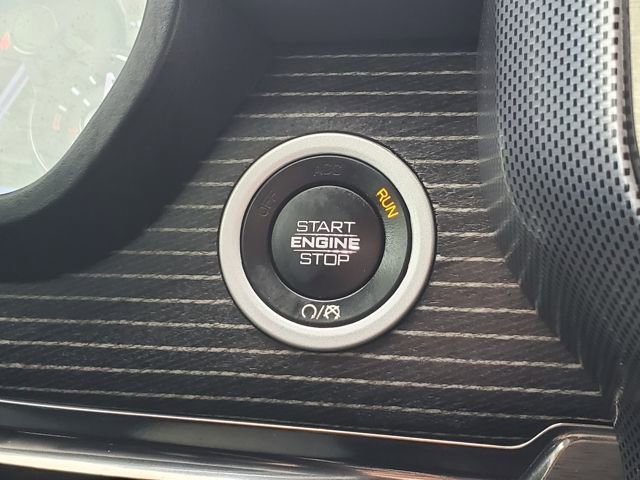 OFF
ACC
RUN
START
ENGINE
STOP